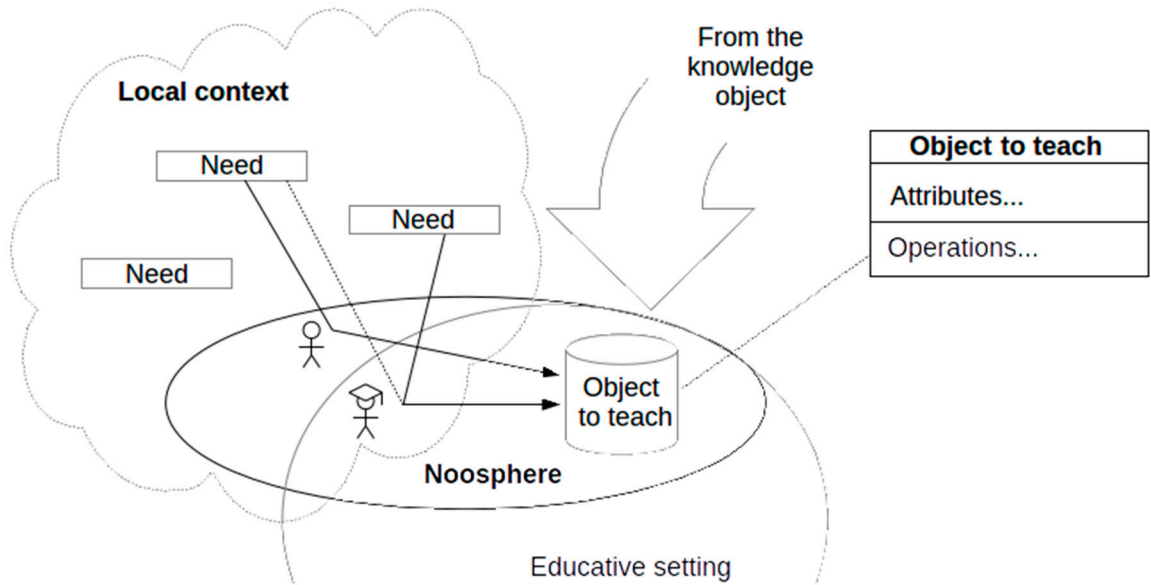 From the
knowledge
object
Local context
Need
Need
Need
Object to teach
Attributes...
Operations...
Object
to teach
Noosphere
Educative setting